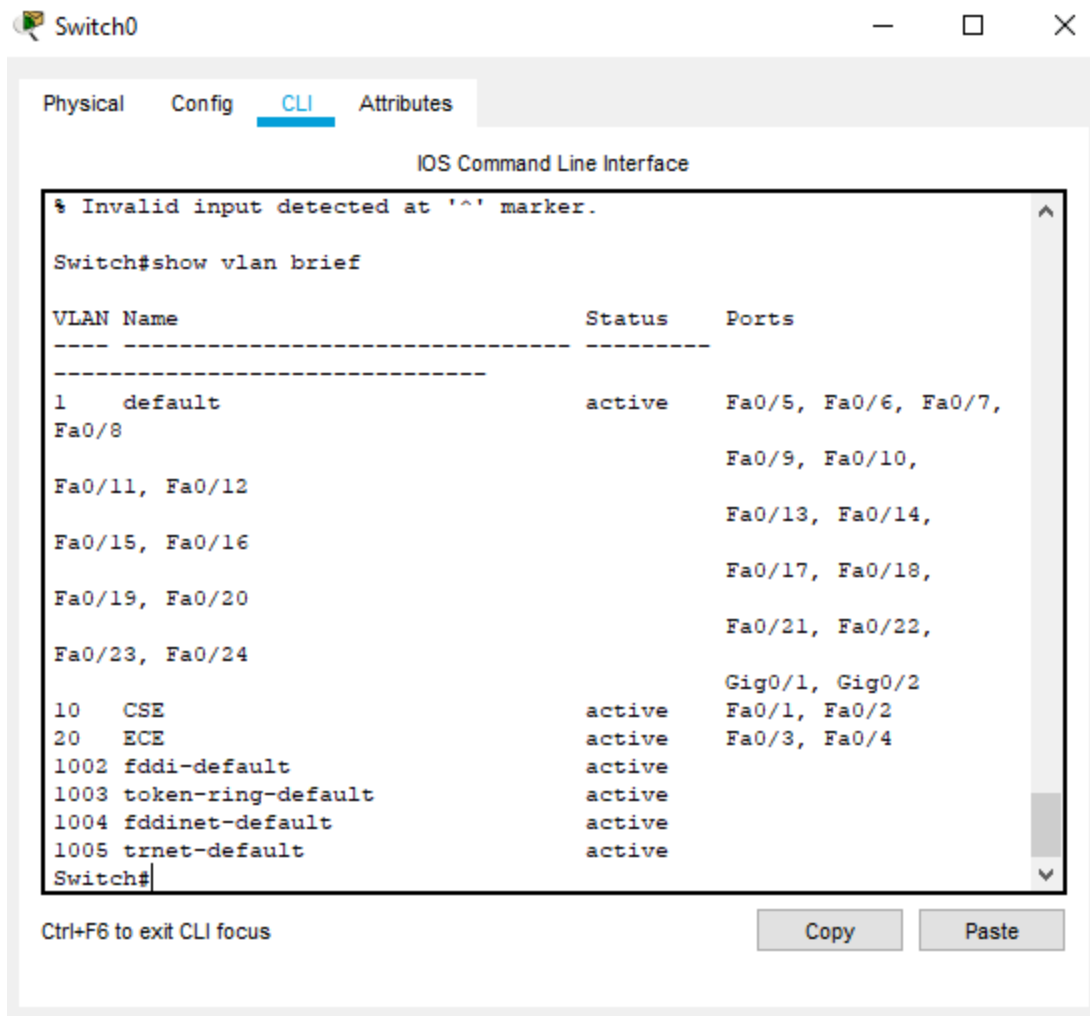 Switch0
Physical Config CLI Attributes
IOS Command Line Interface
% Invalid input detected at '^' marker.
Switch#show vlan brief
VLAN Name                             Status    Ports
---- -------------------------------- ---------
-------------------------------
1    default                          active    Fa0/5, Fa0/6, Fa0/7,
Fa0/8
                                                Fa0/9, Fa0/10,
Fa0/11, Fa0/12
                                                Fa0/13, Fa0/14,
Fa0/15, Fa0/16
                                                Fa0/17, Fa0/18,
Fa0/19, Fa0/20
                                                Fa0/21, Fa0/22,
Fa0/23, Fa0/24
                                                Gig0/1, Gig0/2
10   CSE                              active    Fa0/1, Fa0/2
20   ECE                              active    Fa0/3, Fa0/4
1002 fddi-default                     active
1003 token-ring-default               active
1004 fddinet-default                  active
1005 trnet-default                    active
Switch#
Ctrl+F6 to exit CLI focus
Copy Paste